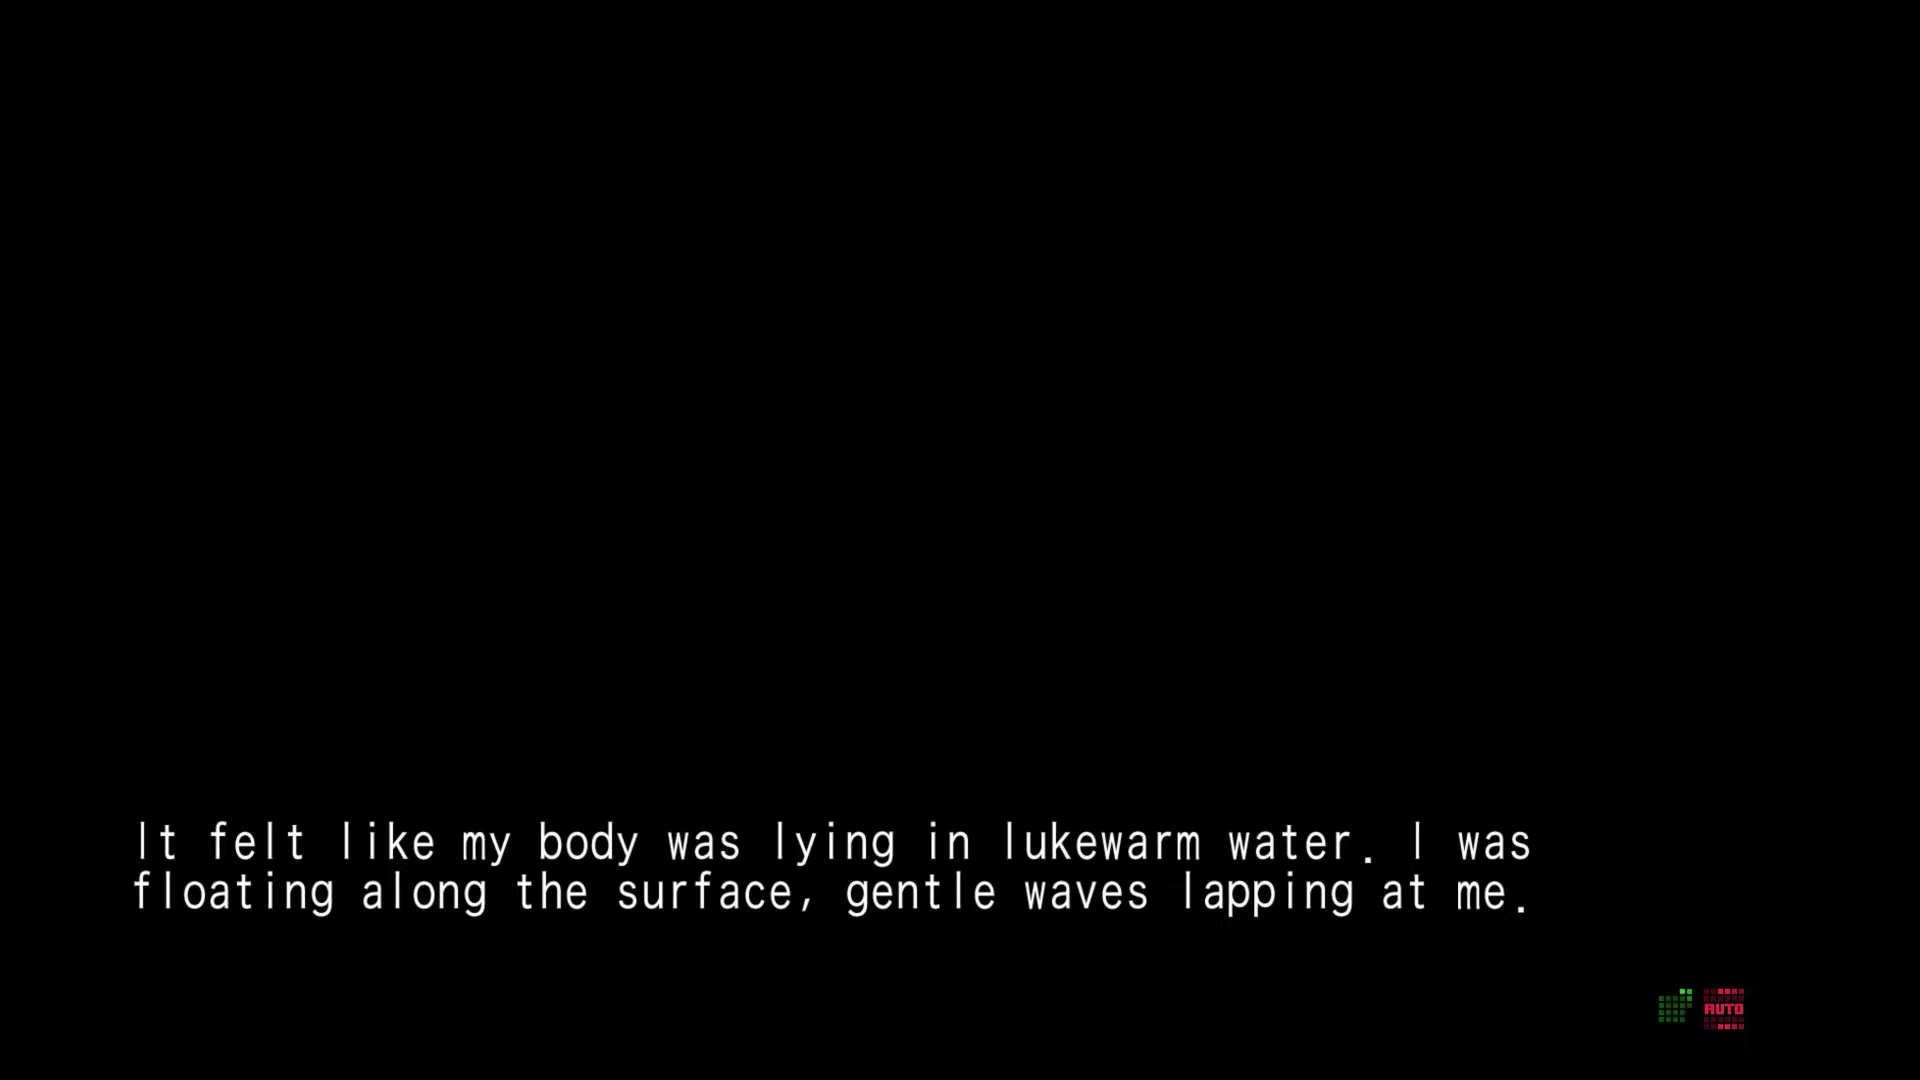 It felt like my body was lying in lukewarm water. I was
floating along the surface, gentle waves lapping at me.
AUTO